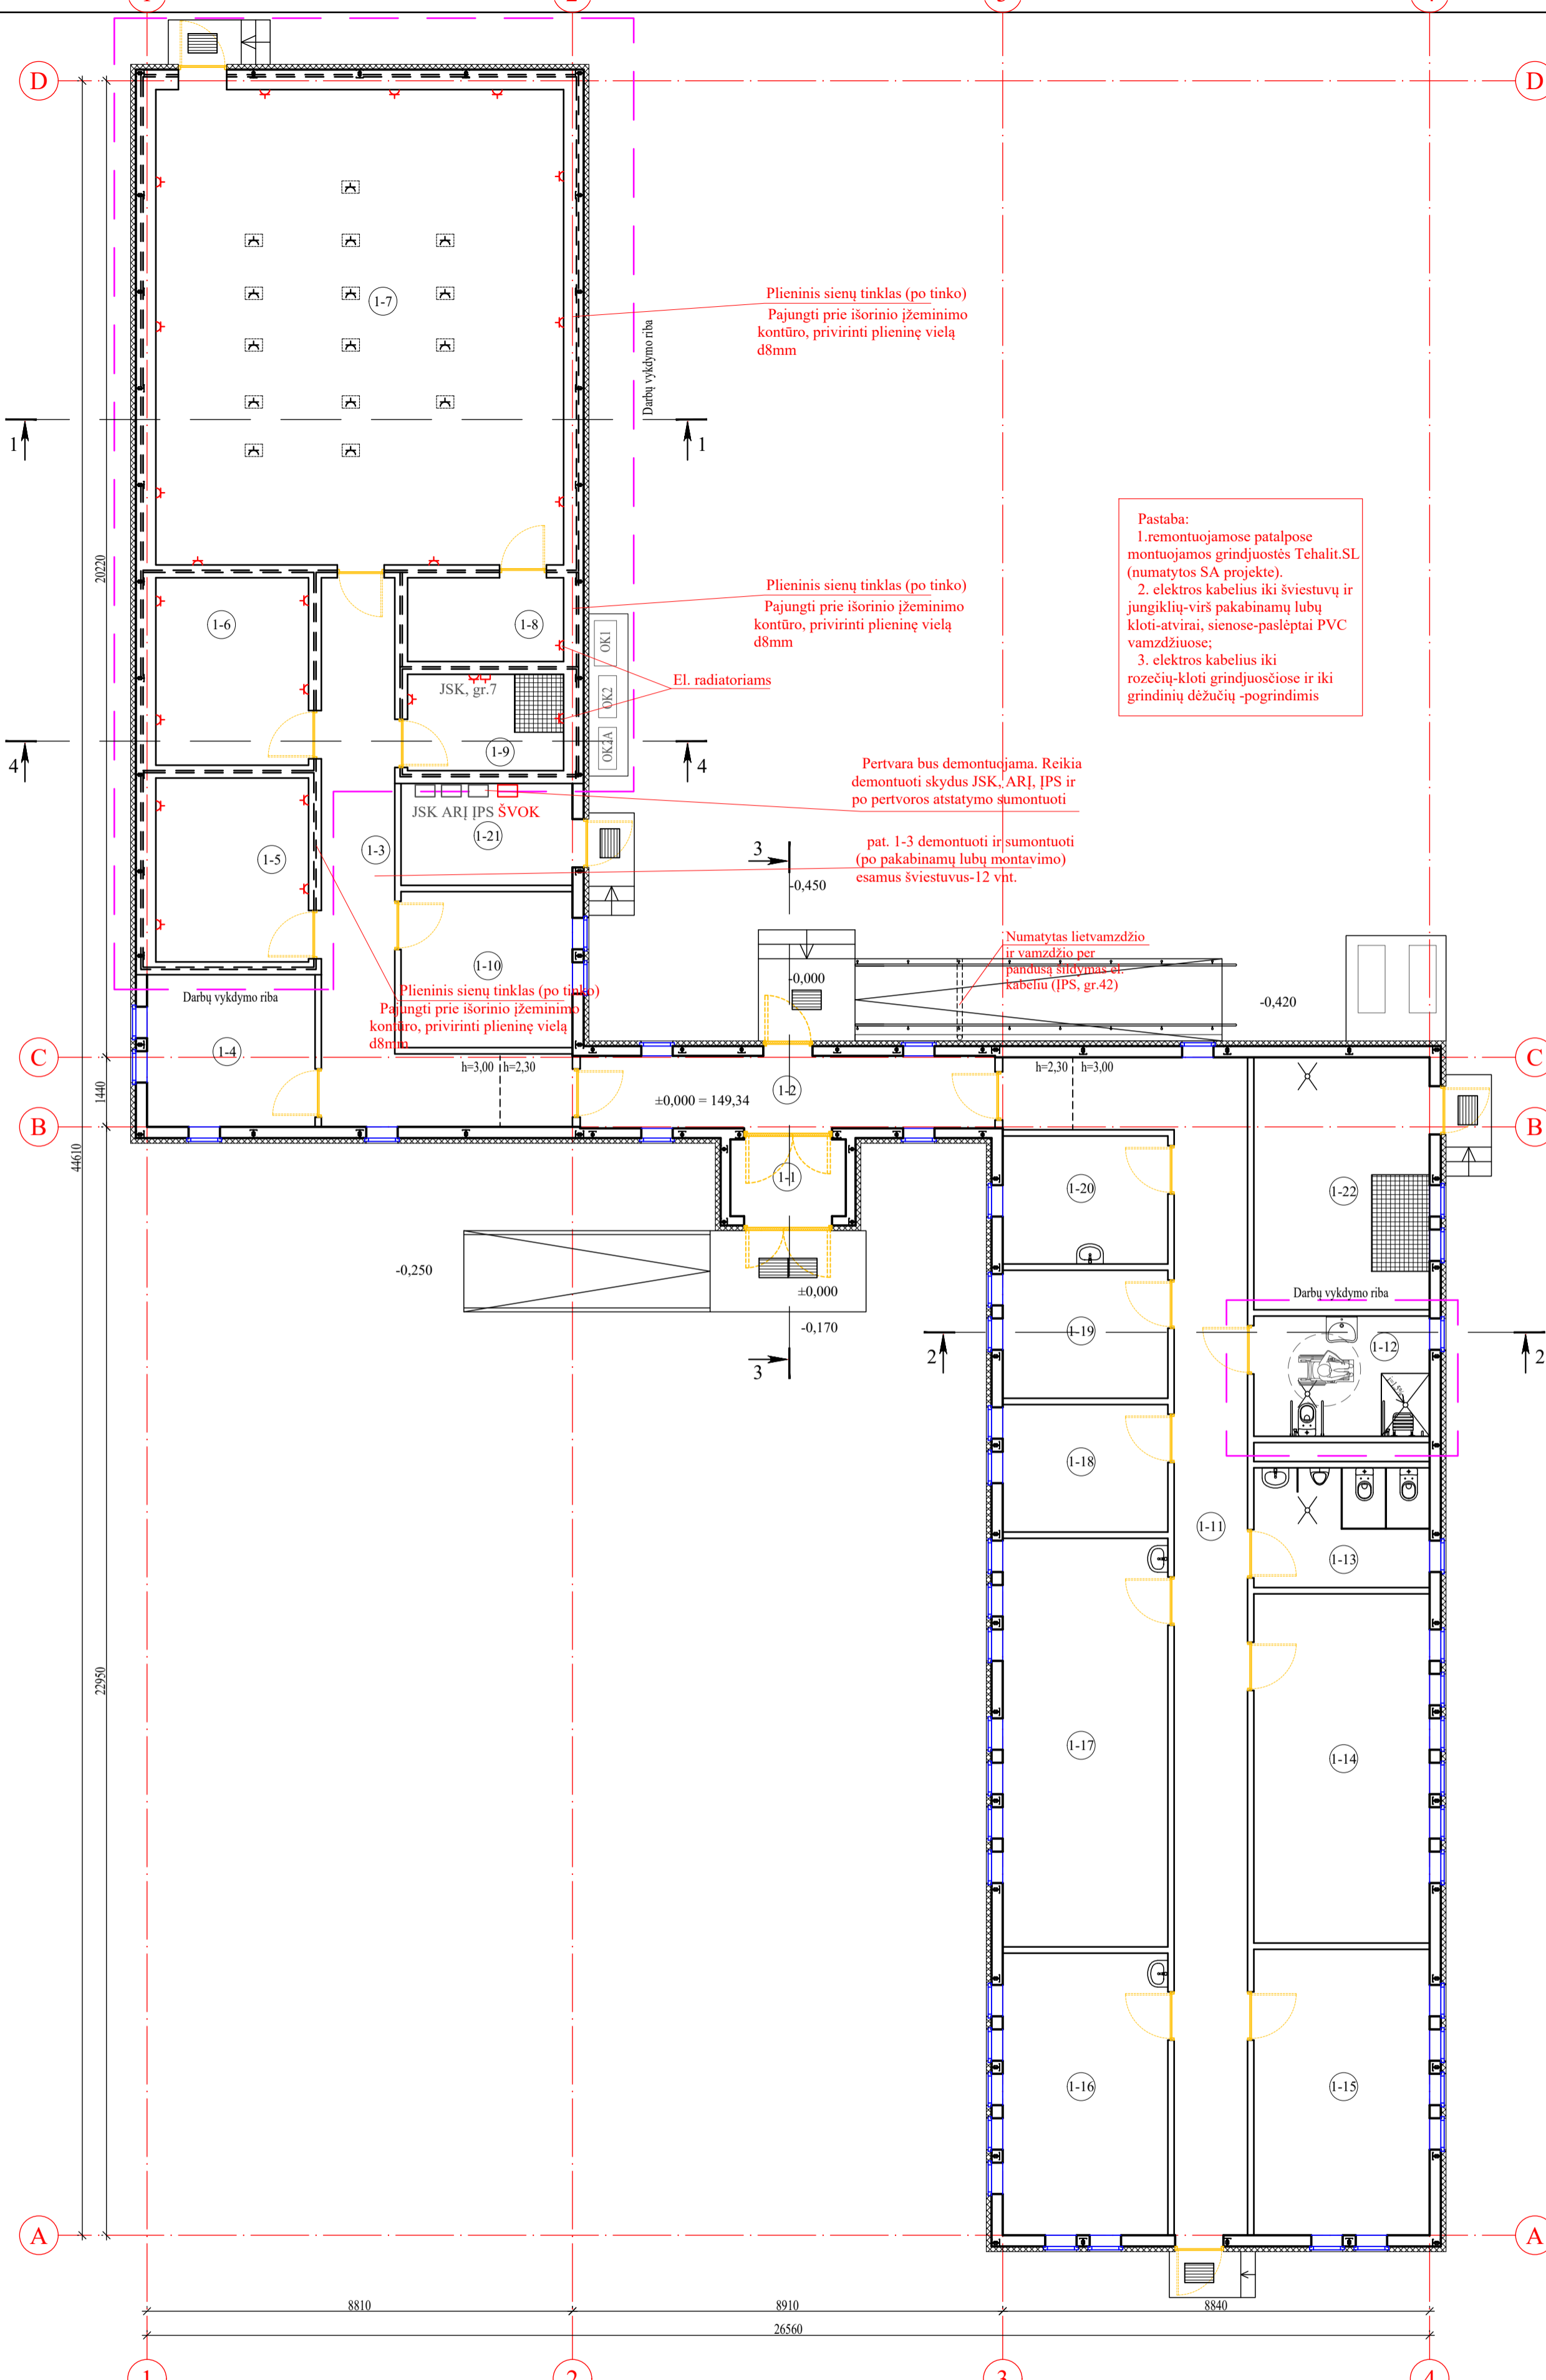 1
2
3
4
D
D
1-7
Plieninis sienų tinklas (po tinko)
Pajungti prie išorinio įžeminimo
kontūro, privirinti plieninę vielą
d8mm
Darbų vykdymo riba
1
1
20220
Pastaba:
1.remontuojamose patalpose
montuojamos grindjuostės Tehalit.SL
(numatytos SA projekte).
2. elektros kabelius iki šviestuvų ir
jungiklių-virš pakabinamų lubų
kloti-atvirai, sienose-paslėptai PVC
vamzdžiuose;
3. elektros kabelius iki
rozečių-kloti grindjuosčiose ir iki
grindinių dėžučių -pogrindimis
Plieninis sienų tinklas (po tinko)
Pajungti prie išorinio įžeminimo
kontūro, privirinti plieninę vielą
d8mm
1-6
1-8
OK1
OK2
OK2A
El. radiatoriams
JSK, gr.7
1-9
4
4
Pertvara bus demontuojama. Reikia
demontuoti skydus JSK, ARĮ, ĮPS ir
po pertvoros atstatymo sumontuoti
JSK ARĮ ĮPS ŠVOK
1-21
1-3
1-5
pat. 1-3 demontuoti ir sumontuoti
(po pakabinamų lubų montavimo)
esamus šviestuvus-12 vnt.
3
-0,450
Numatytas lietvamzdžio
ir vamzdžio per
pandusą šildymas el.
kabeliu (ĮPS, gr.42)
1-10
-0,000
-0,420
Plieninis sienų tinklas (po tinko)
Pajungti prie išorinio įžeminimo
kontūro, privirinti plieninę vielą
d8mm
Darbų vykdymo riba
1-4
C
C
h=3,00 h=2,30
h=2,30 h=3,00
1440
1-2
±0,000 = 149,34
B
B
44610
1-1
1-20
1-22
-0,250
±0,000
-0,170
Darbų vykdymo riba
1-19
1-12
2
2
3
1-18
1-11
1-13
22950
1-17
1-14
1-16
1-15
A
A
8810
8910
8840
26560
1
2
3
4